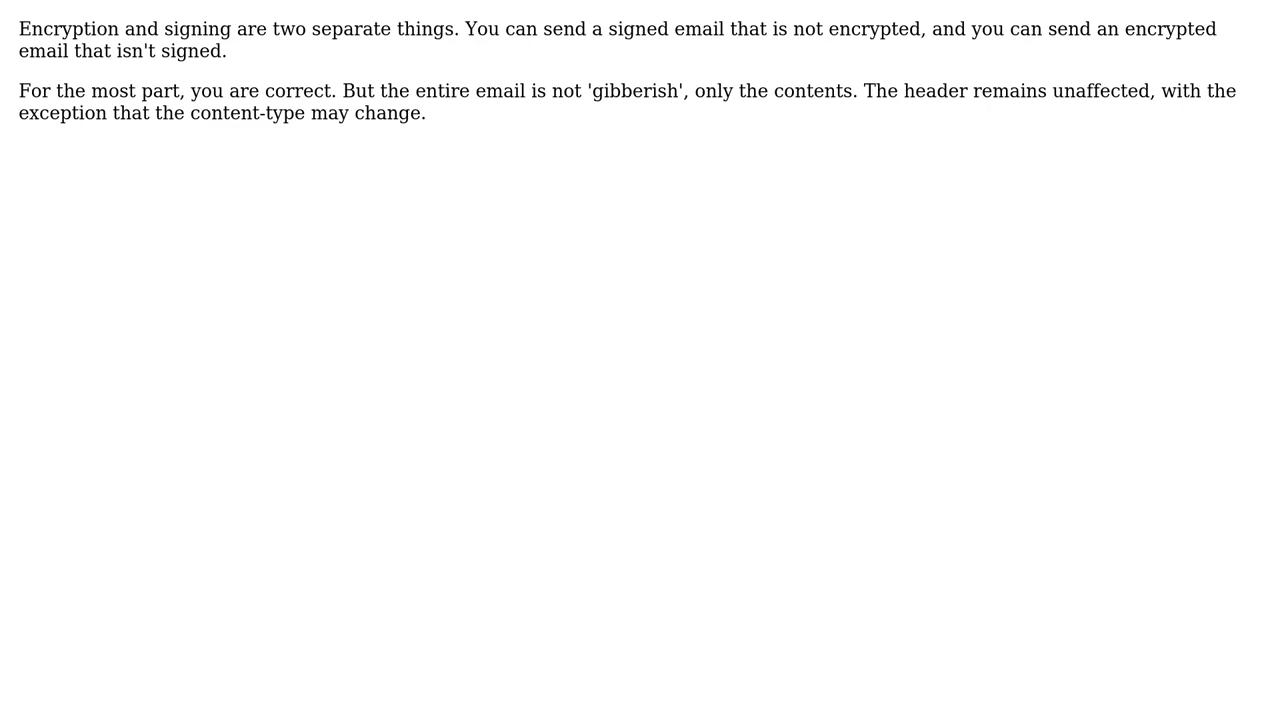 Encryption and signing are two separate things. You can send a signed email that is not encrypted, and you can send an encrypted
email that isn't signed.
For the most part, you are correct. But the entire email is not 'gibberish', only the contents. The header remains unaffected, with the
exception that the content-type may change.